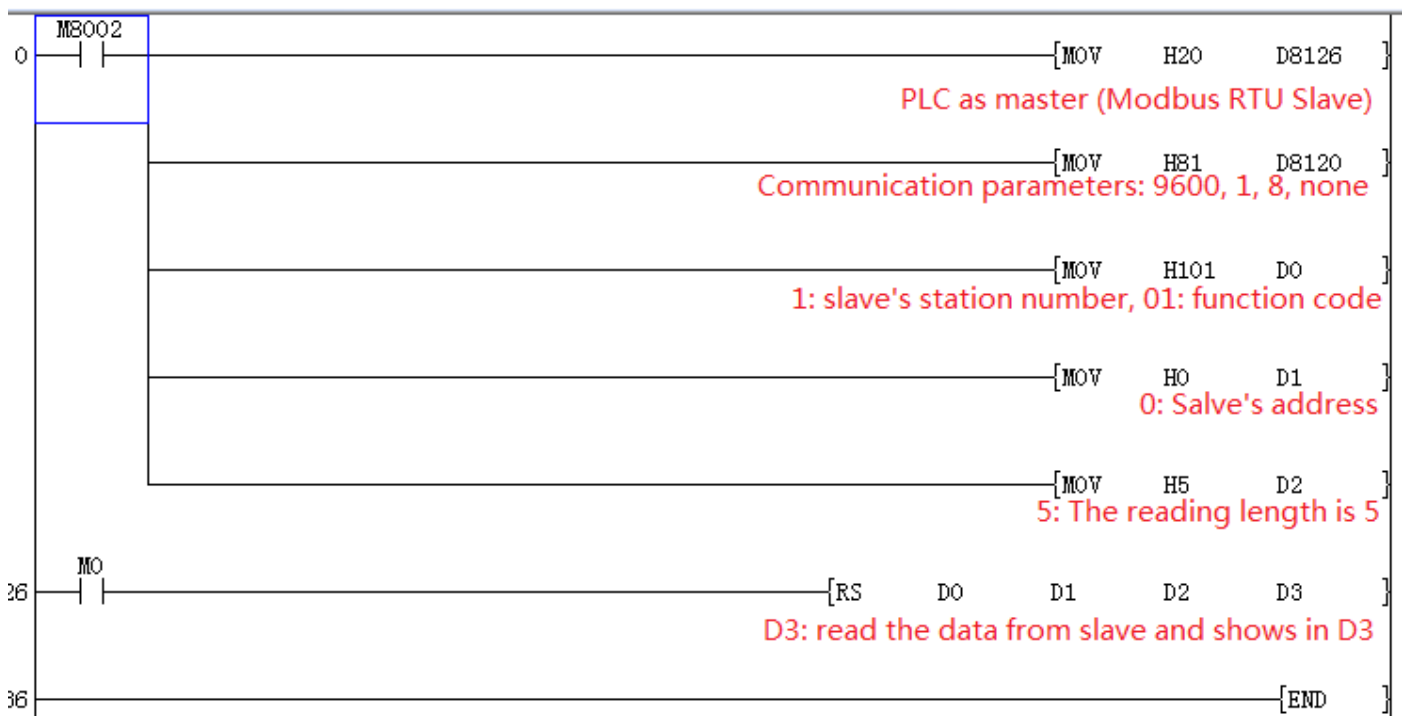 M8002
0 [MOV H20 D8126 ]
PLC as master (Modbus RTU Slave)
[MOV H81 D8120 ]
Communication parameters: 9600, 1, 8, none
[MOV H101 D0 ]
1: slave's station number, 01: function code
[MOV H0 D1 ]
0: Salve's address
[MOV H5 D2 ]
5: The reading length is 5
M0
26 [RS D0 D1 D2 D3 ]
D3: read the data from slave and shows in D3
36 [END ]